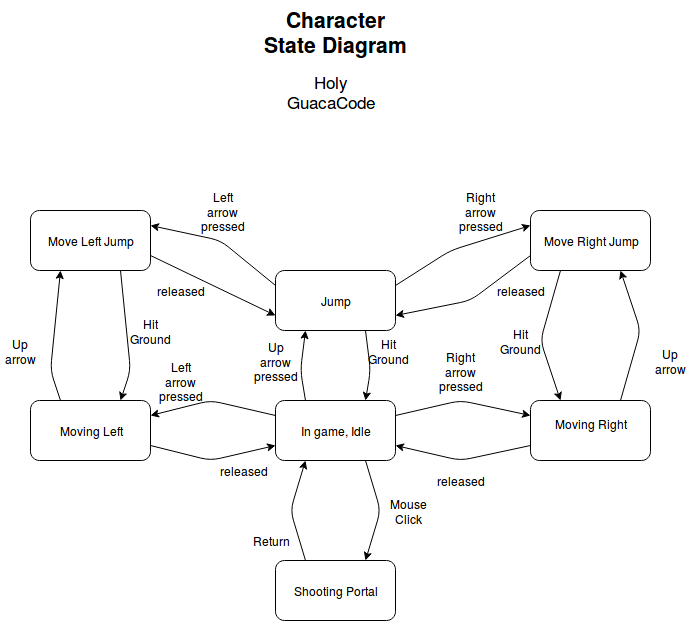 Character
State Diagram
Holy
GuacaCode
Left
arrow
pressed
Right
arrow
pressed
Move Left Jump
Move Right Jump
released
released
Jump
Hit
Ground
Up
arrow
Up
arrow
pressed
Hit
Ground
Hit
Ground
Up
arrow
Left
arrow
pressed
Right
arrow
pressed
Moving Left
In game, Idle
Moving Right
released
released
Mouse
Click
Return
Shooting Portal